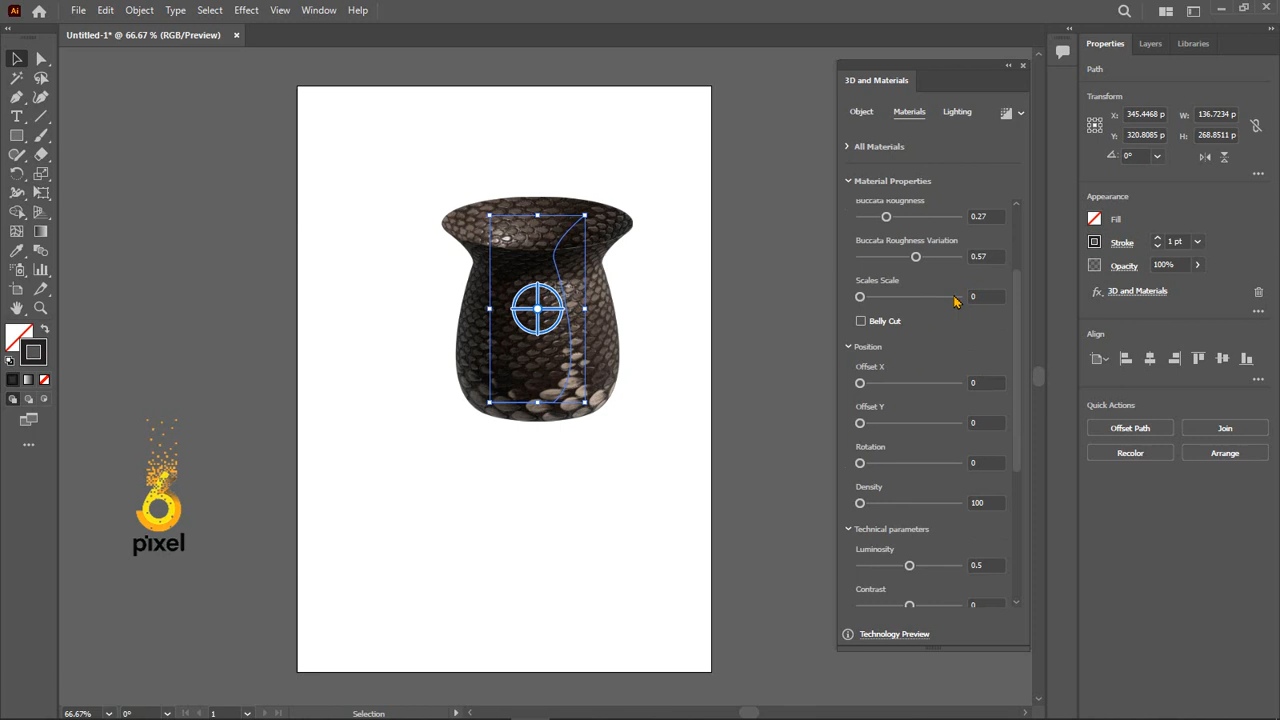 Ai File Edit Object Type Select Effect View Window Help
Untitled-1* @ 66.67 % (RGB/Preview)
3D and Materials
Object Materials Lighting
All Materials
Material Properties
Buccata Roughness
0.27
Buccata Roughness Variation
0.57
Scales Scale
0
Belly Cut
Position
Offset X
0
Offset Y
0
Rotation
0
Density
100
Technical parameters
Luminosity
0.5
Contrast
0
Technology Preview
Properties Layers Libraries
Path
Transform
X: 345.4468 p W: 136.7234 p
Y: 320.8085 p H: 268.8511 p
0°
Appearance
Fill
Stroke 1 pt
Opacity 100%
fx. 3D and Materials
Align
Quick Actions
Offset Path Join
Recolor Arrange
pixel
66.67% 0° 1 Selection